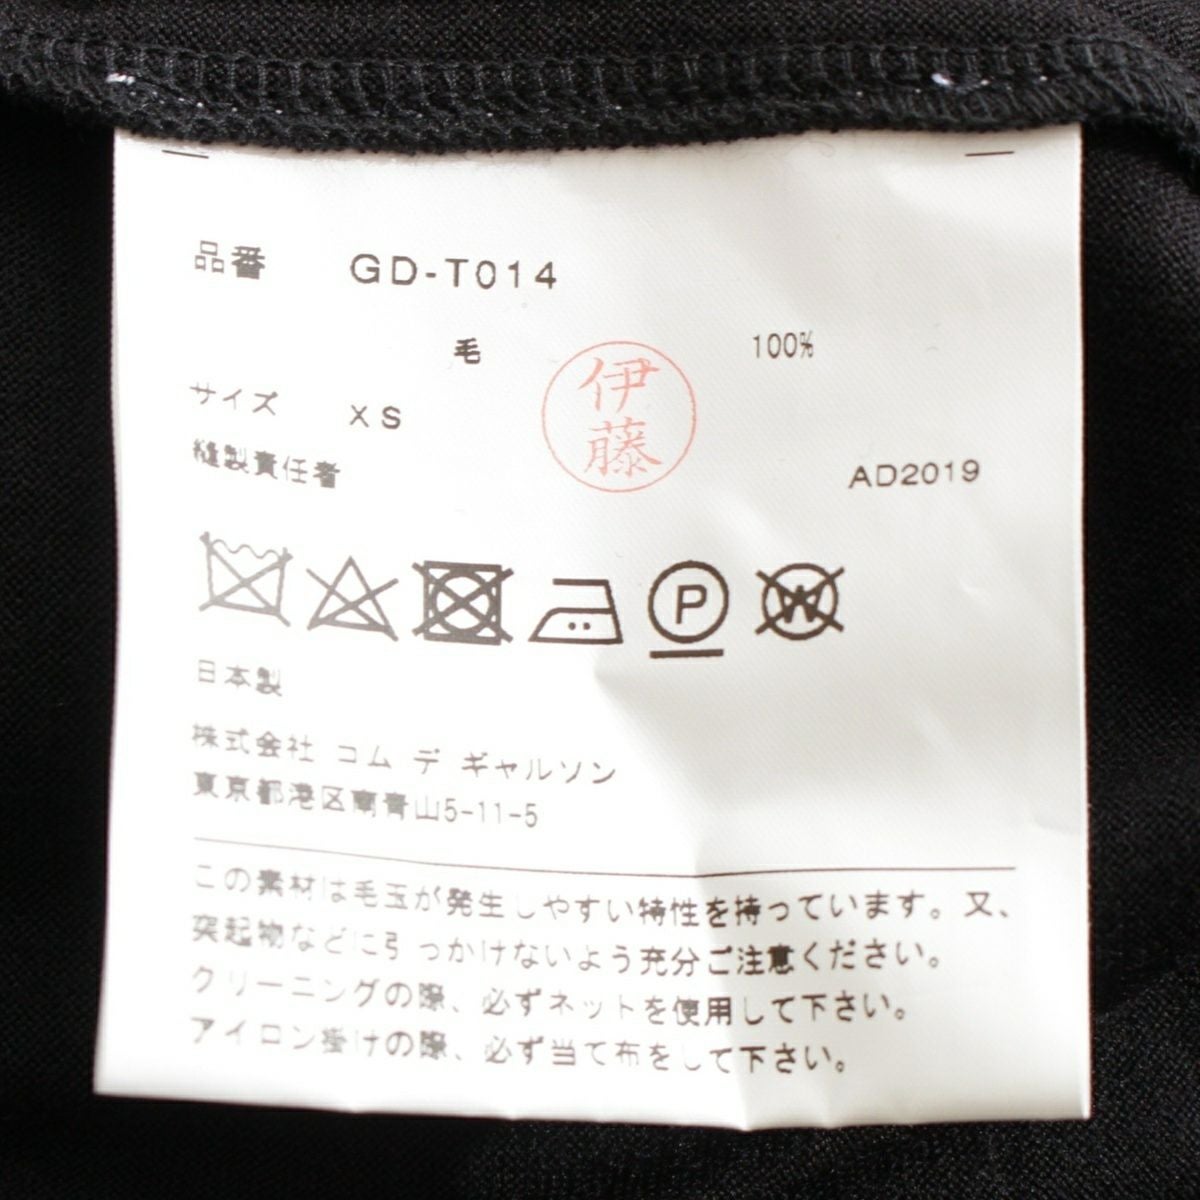 品番 GD-T014
毛 100%
サイズ XS
伊藤
縫製責任者 AD2019
P W
日本製
株式会社 コム デ ギャルソン
東京都港区南青山5-11-5
この素材は毛玉が発生しやすい特性を持っています。又、
突起物などに引っかけないよう充分ご注意ください。
クリーニングの際、必ずネットを使用して下さい。
アイロン掛けの際、必ず当て布をして下さい。